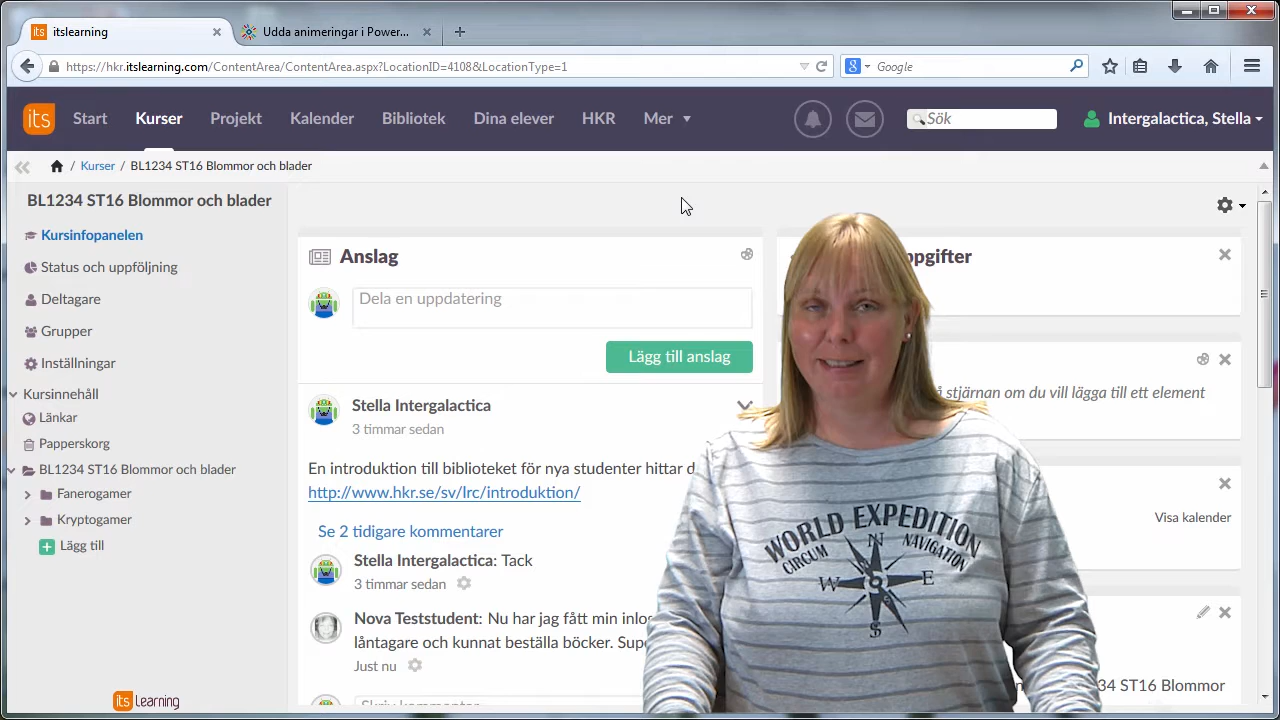 its itslearning
Udda animeringar i Power...
https://hkr.itslearning.com/ContentArea/ContentArea.aspx?LocationID=4108&LocationType=1
Google
its Start Kurser Projekt Kalender Bibliotek Dina elever HKR Mer
Sök
Intergalactica, Stella
/ Kurser / BL1234 ST16 Blommor och blader
BL1234 ST16 Blommor och blader
Kursinfopanelen
Status och uppföljning
Deltagare
Grupper
Inställningar
Kursinnehåll
Länkar
Papperskorg
BL1234 ST16 Blommor och blader
Fanerogamer
Kryptogamer
Lägg till
its Learning
Anslag
Dela en uppdatering
Lägg till anslag
Stella Intergalactica
3 timmar sedan
En introduktion till biblioteket för nya studenter hittar d
http://www.hkr.se/sv/lrc/introduktion/
Se 2 tidigare kommentarer
Stella Intergalactica: Tack
3 timmar sedan
Nova Teststudent: Nu har jag fått min inlos
låntagare och kunnat beställa böcker. Supe
Just nu
Skriv kommentar
ppgifter
å stjärnan om du vill lägga till ett element
Visa kalender
34 ST16 Blommor
WORLD EXPEDITION
CIRCUM NAVIGATION
N
W E
S